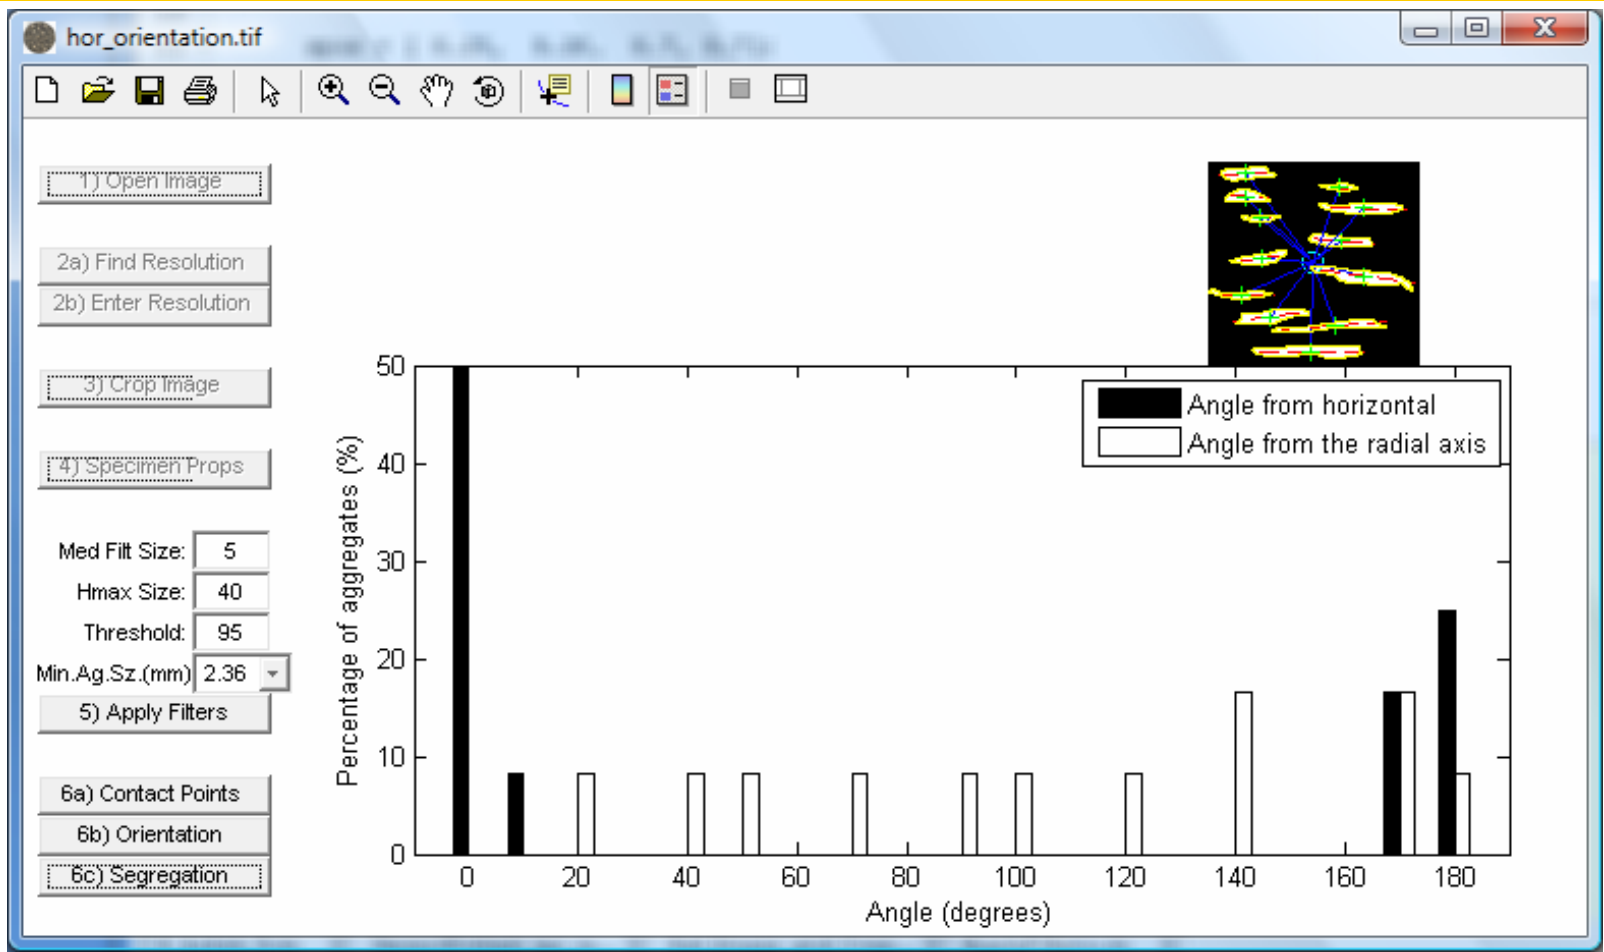 hor_orientation.tif
1) Open Image
2a) Find Resolution
2b) Enter Resolution
3) Crop Image
4) Specimen Props
Med Filt Size: 5
Hmax Size: 40
Threshold: 95
Min.Ag.Sz.(mm) 2.36
5) Apply Filters
6a) Contact Points
6b) Orientation
6c) Segregation
Angle from horizontal
Angle from the radial axis
Percentage of aggregates (%)
50
40
30
20
10
0
0 20 40 60 80 100 120 140 160 180
Angle (degrees)